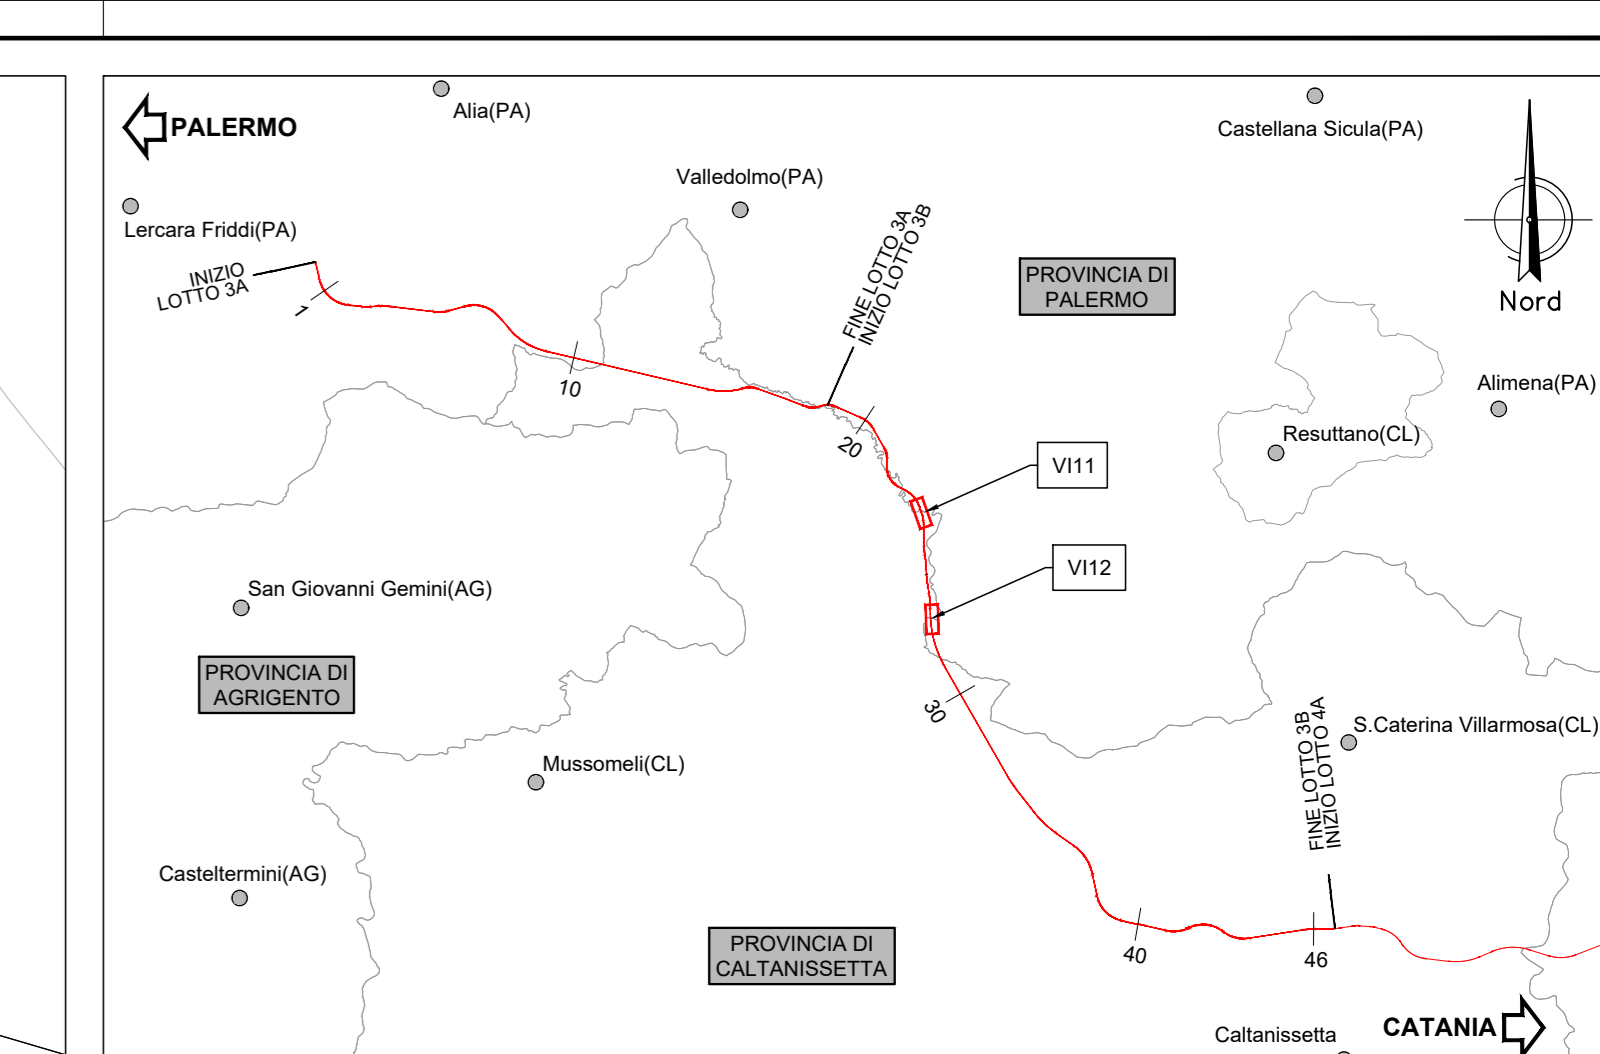 PALERMO
Alia(PA)
Castellana Sicula(PA)
Valledolmo(PA)
Lercara Friddi(PA)
INIZIO
LOTTO 3A
FINE LOTTO 3A
INIZIO LOTTO 3B
PROVINCIA DI
PALERMO
Nord
1
10
20
Alimena(PA)
Resuttano(CL)
VI11
VI12
San Giovanni Gemini(AG)
PROVINCIA DI
AGRIGENTO
30
FINE LOTTO 3B
INIZIO LOTTO 4A
S.Caterina Villarmosa(CL)
Mussomeli(CL)
Casteltermini(AG)
PROVINCIA DI
CALTANISSETTA
40
46
Caltanissetta
CATANIA